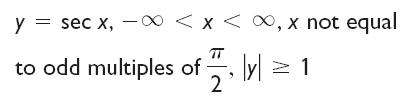 y = sec x, −∞ < x < ∞, x not equal
to odd multiples of π/2, |y| ≥ 1